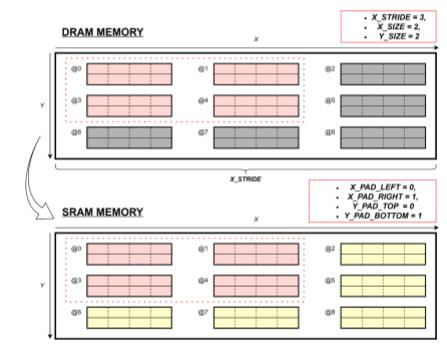 • X_STRIDE = 3,
• X_SIZE = 2,
• Y_SIZE = 2
DRAM MEMORY
X
@0 @1 @2
Y
@3 @4 @5
@6 @7 @8
X_STRIDE
• X_PAD_LEFT = 0,
• X_PAD_RIGHT = 1,
• Y_PAD_TOP = 0
• Y_PAD_BOTTOM = 1
SRAM MEMORY
X
@0 @1 @2
Y
@3 @4 @5
@6 @7 @8